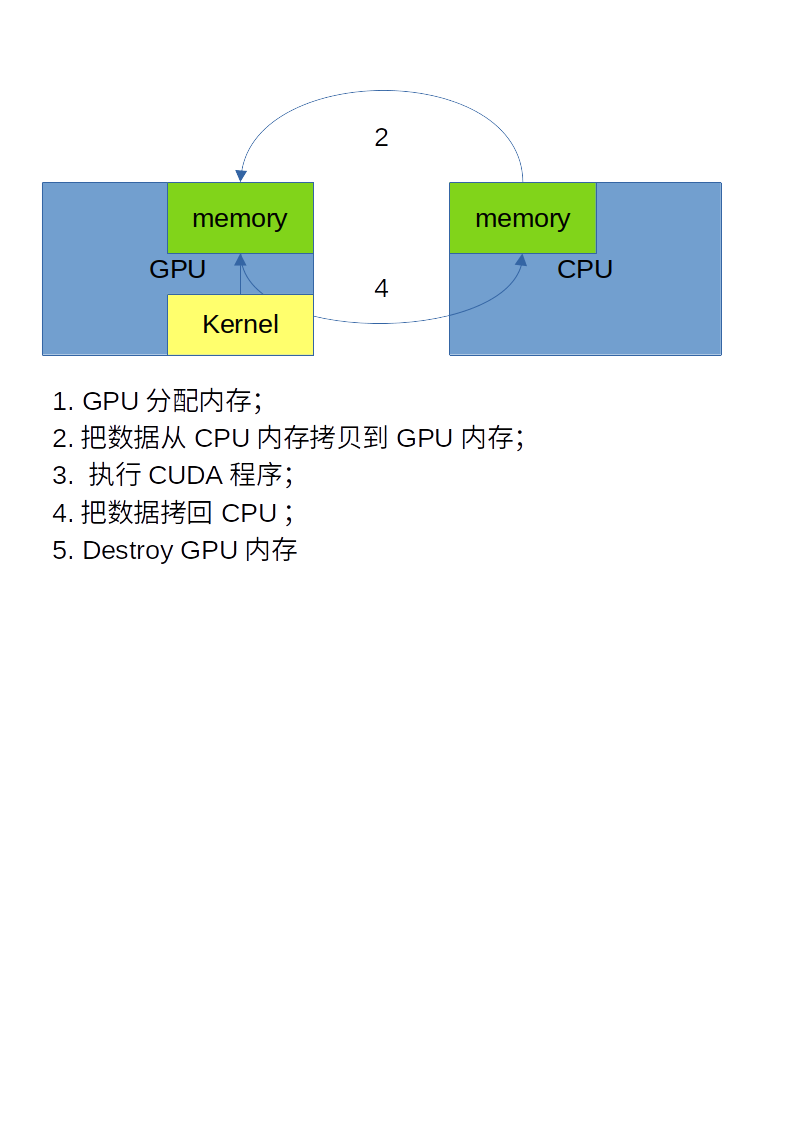 2
memory
memory
GPU
CPU
4
Kernel
1. GPU 分配内存；
2. 把数据从 CPU 内存拷贝到 GPU 内存；
3. 执行 CUDA 程序；
4. 把数据拷回 CPU ；
5. Destroy GPU 内存